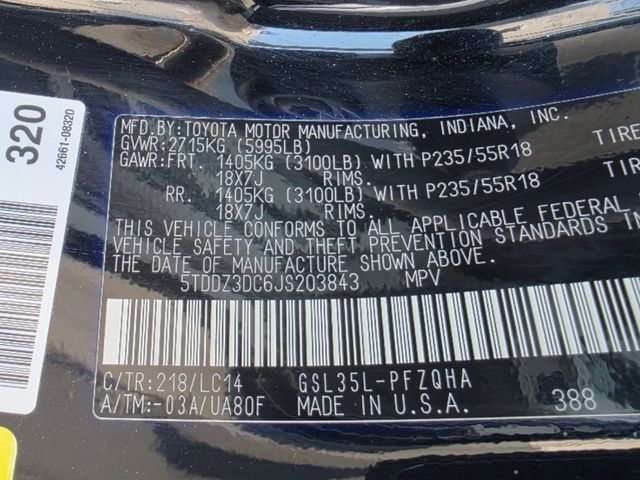 320
42661-08320
MFD.BY:TOYOTA MOTOR MANUFACTURING, INDIANA, INC.
GVWR:2715KG (5995LB)
GAWR:FRT. 1405KG (3100LB) WITH P235/55R18 TIRE
18X7J RIMS.
RR. 1405KG (3100LB) WITH P235/55R18 TIRE
18X7J RIMS.
THIS VEHICLE CONFORMS TO ALL APPLICABLE FEDERAL
VEHICLE SAFETY AND THEFT PREVENTION STANDARDS
THE DATE OF MANUFACTURE SHOWN ABOVE.
5TDDZ3DC6JS203843 MPV
C/TR:218/LC14 GSL35L-PFZQHA
A/TM:-03A/UA80F MADE IN U.S.A. 388